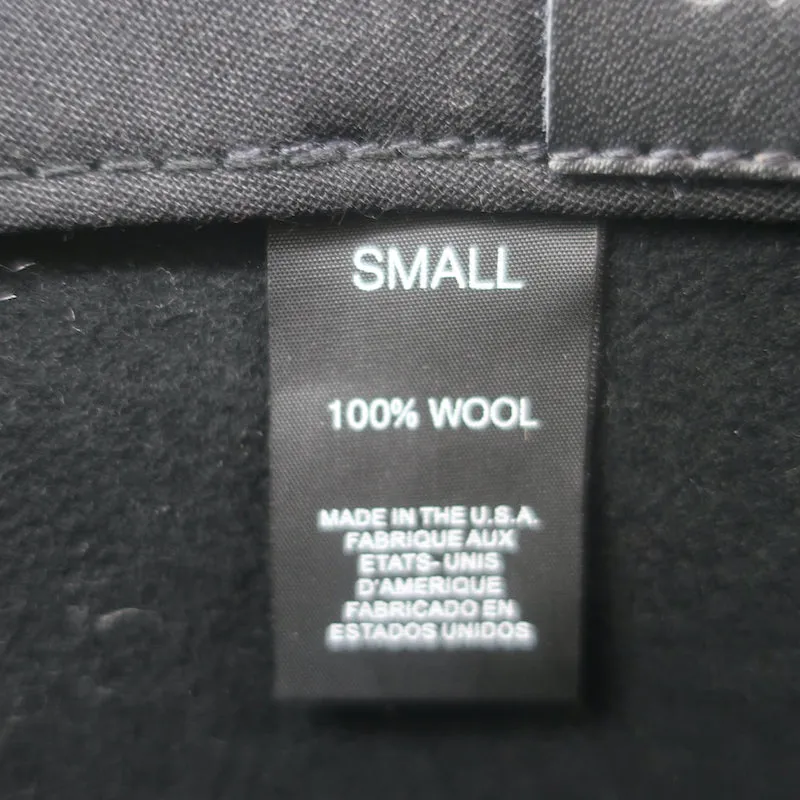 SMALL
100% WOOL
MADE IN THE U.S.A.
FABRIQUE AUX
ETATS-UNIS
D'AMERIQUE
FABRICADO EN
ESTADOS UNIDOS